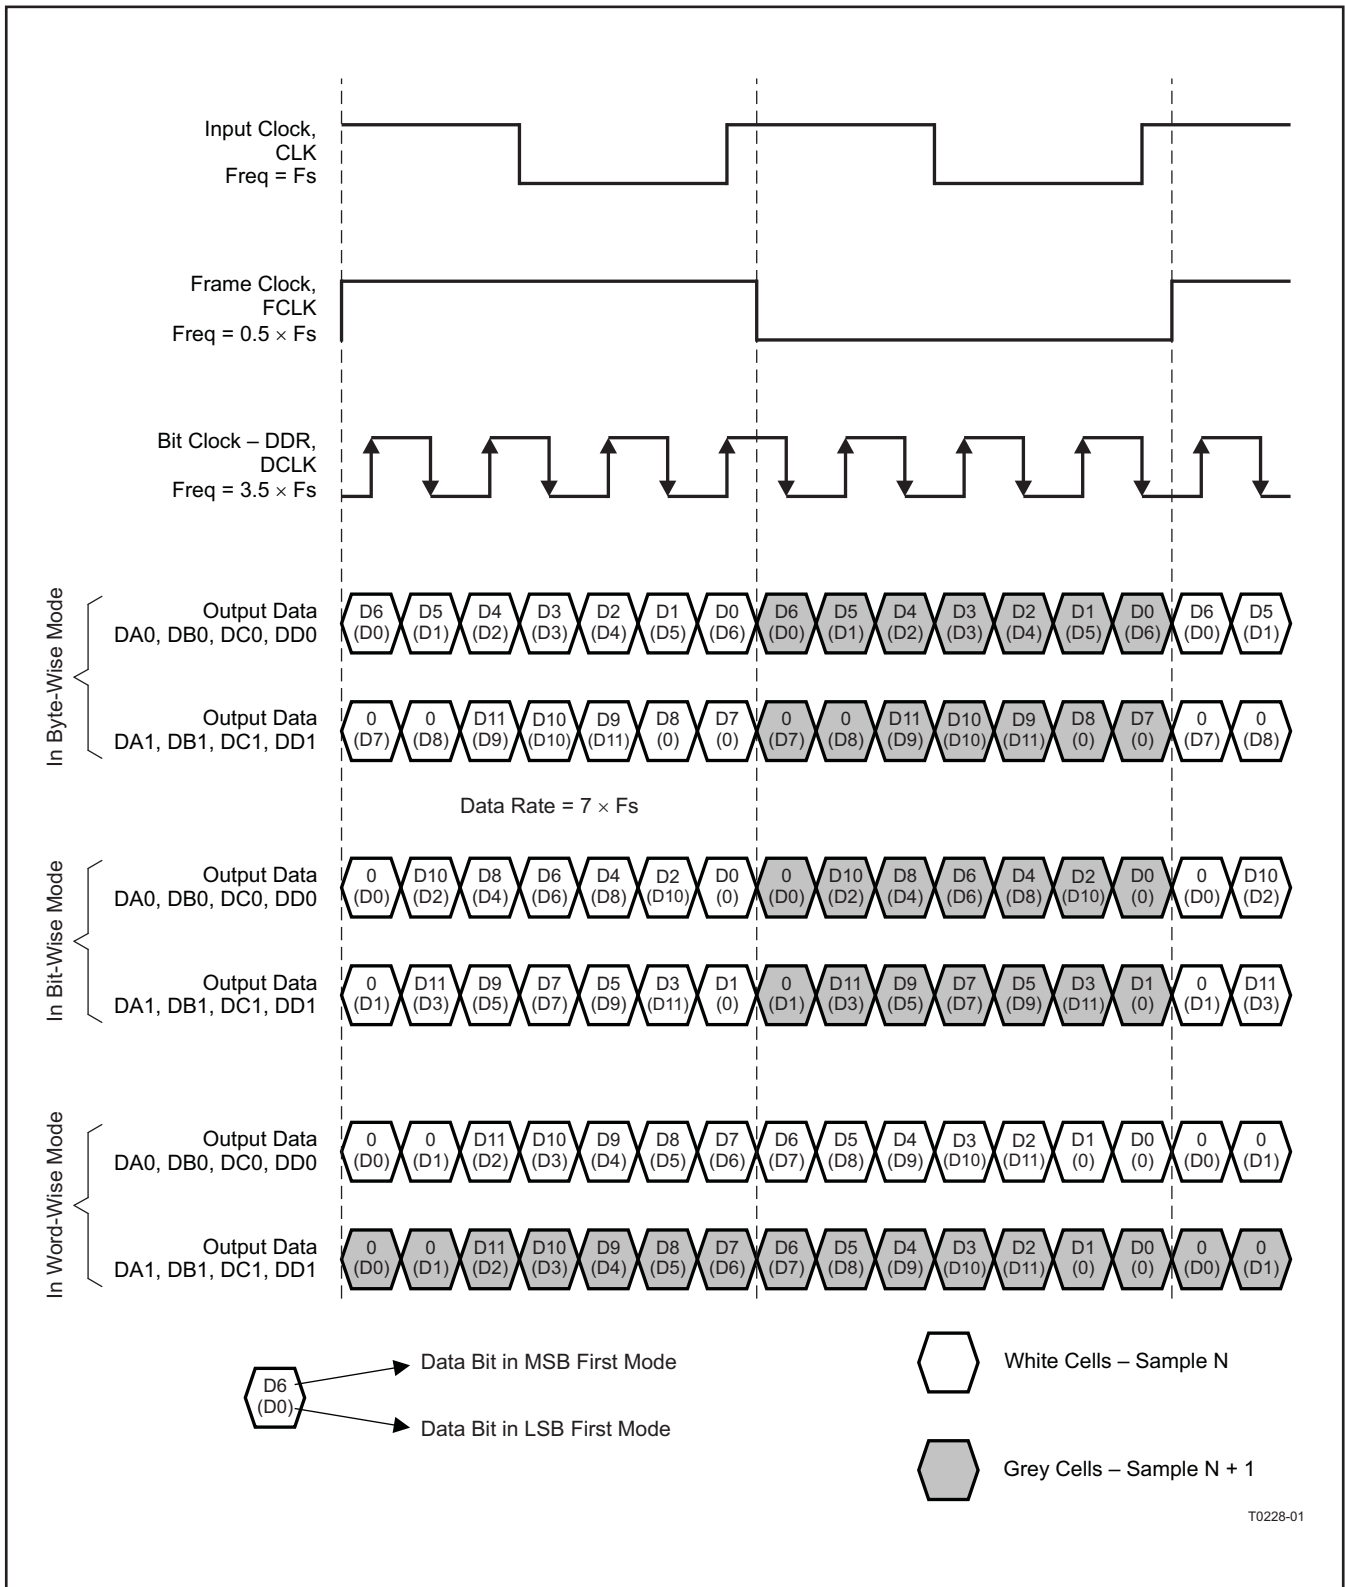 Input Clock,
CLK
Freq = Fs
Frame Clock,
FCLK
Freq = 0.5 × Fs
Bit Clock – DDR,
DCLK
Freq = 3.5 × Fs
In Byte-Wise Mode
Output Data
DA0, DB0, DC0, DD0
D6 D5 D4 D3 D2 D1 D0 D6 D5 D4 D3 D2 D1 D0 D6 D5
(D0) (D1) (D2) (D3) (D4) (D5) (D6) (D0) (D1) (D2) (D3) (D4) (D5) (D6) (D0) (D1)
Output Data
DA1, DB1, DC1, DD1
0 0 D11 D10 D9 D8 D7 0 0 D11 D10 D9 D8 D7 0 0
(D7) (D8) (D9) (D10) (D11) (0) (0) (D7) (D8) (D9) (D10) (D11) (0) (0) (D7) (D8)
Data Rate = 7 × Fs
In Bit-Wise Mode
Output Data
DA0, DB0, DC0, DD0
0 D10 D8 D6 D4 D2 D0 0 D10 D8 D6 D4 D2 D0 0 D10
(D0) (D2) (D4) (D6) (D8) (D10) (0) (D0) (D2) (D4) (D6) (D8) (D10) (0) (D0) (D2)
Output Data
DA1, DB1, DC1, DD1
0 D11 D9 D7 D5 D3 D1 0 D11 D9 D7 D5 D3 D1 0 D11
(D1) (D3) (D5) (D7) (D9) (D11) (0) (D1) (D3) (D5) (D7) (D9) (D11) (0) (D1) (D3)
In Word-Wise Mode
Output Data
DA0, DB0, DC0, DD0
0 0 D11 D10 D9 D8 D7 D6 D5 D4 D3 D2 D1 D0 0 0
(D0) (D1) (D2) (D3) (D4) (D5) (D6) (D7) (D8) (D9) (D10) (D11) (0) (0) (D0) (D1)
Output Data
DA1, DB1, DC1, DD1
0 0 D11 D10 D9 D8 D7 D6 D5 D4 D3 D2 D1 D0 0 0
(D0) (D1) (D2) (D3) (D4) (D5) (D6) (D7) (D8) (D9) (D10) (D11) (0) (0) (D0) (D1)
D6
(D0)
Data Bit in MSB First Mode
Data Bit in LSB First Mode
White Cells – Sample N
Grey Cells – Sample N + 1
T0228-01